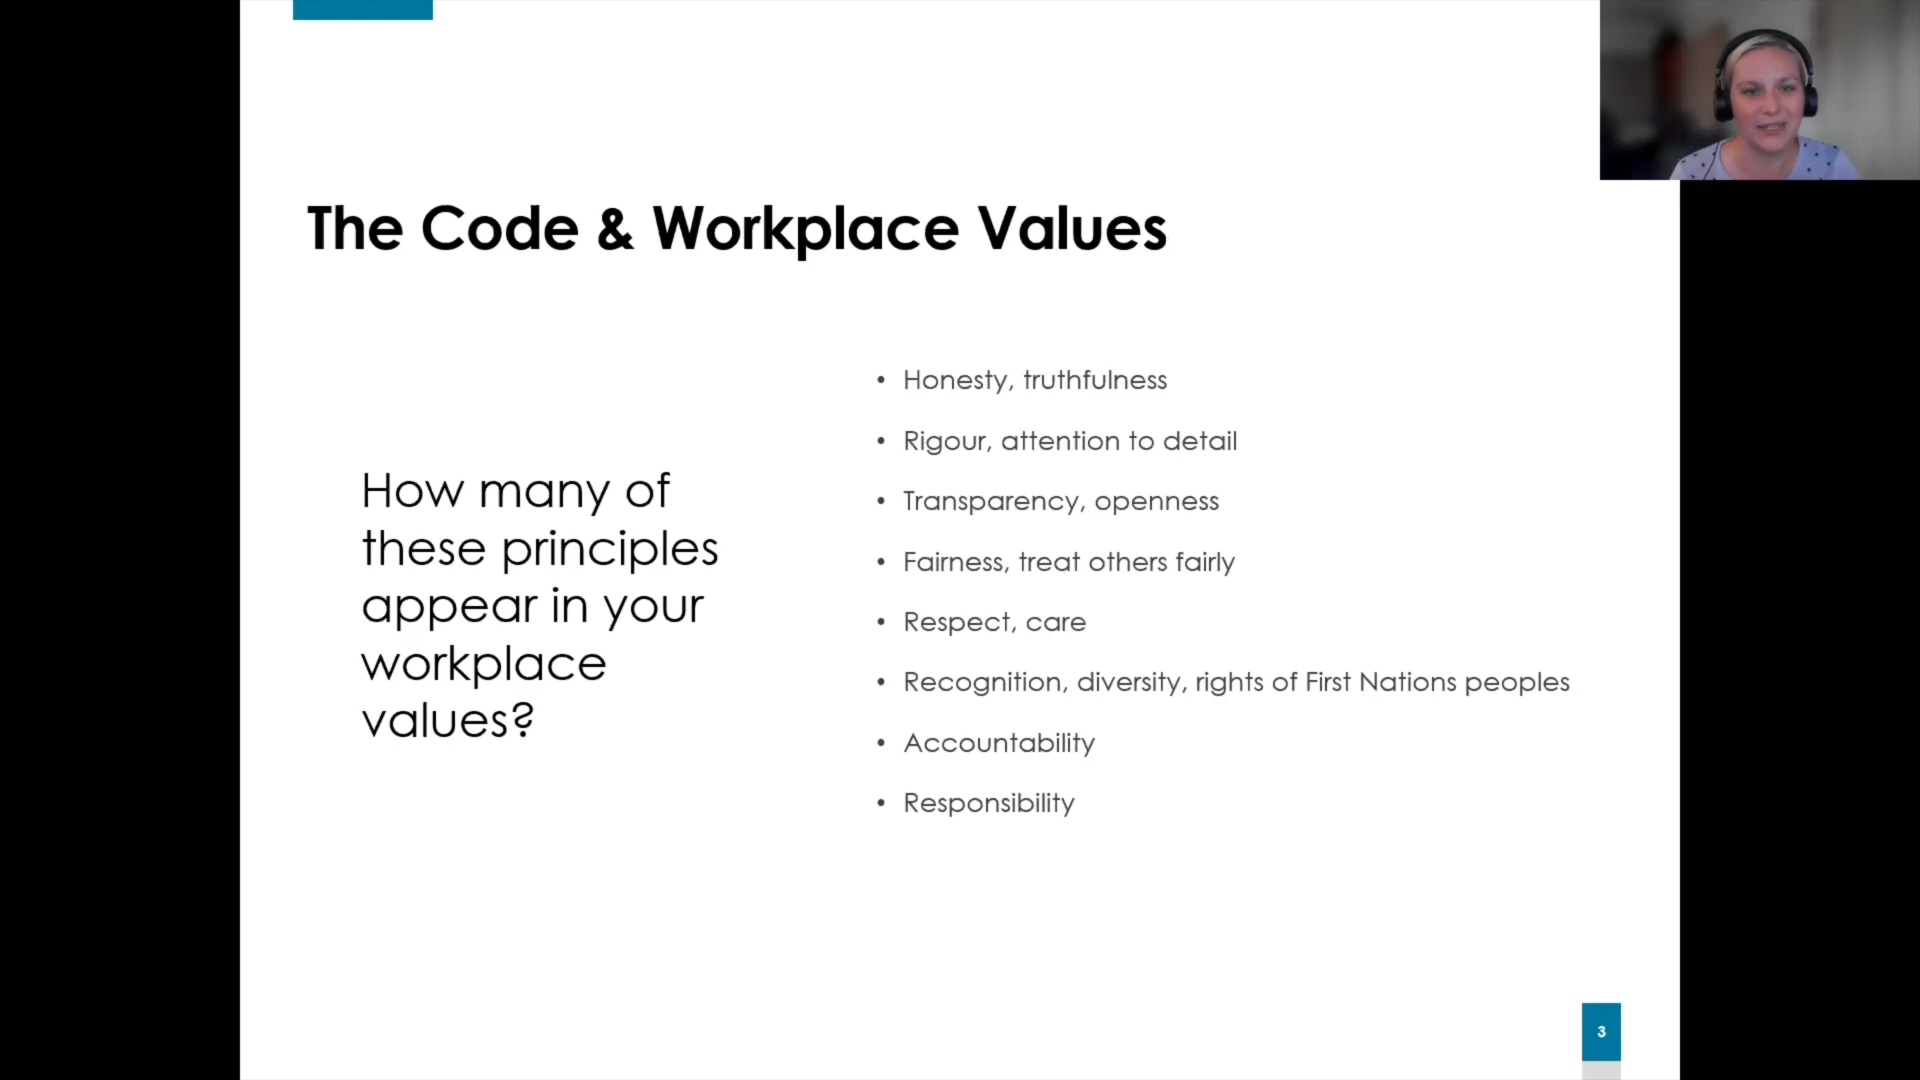 The Code & Workplace Values
How many of
these principles
appear in your
workplace
values?
• Honesty, truthfulness
• Rigour, attention to detail
• Transparency, openness
• Fairness, treat others fairly
• Respect, care
• Recognition, diversity, rights of First Nations peoples
• Accountability
• Responsibility
3